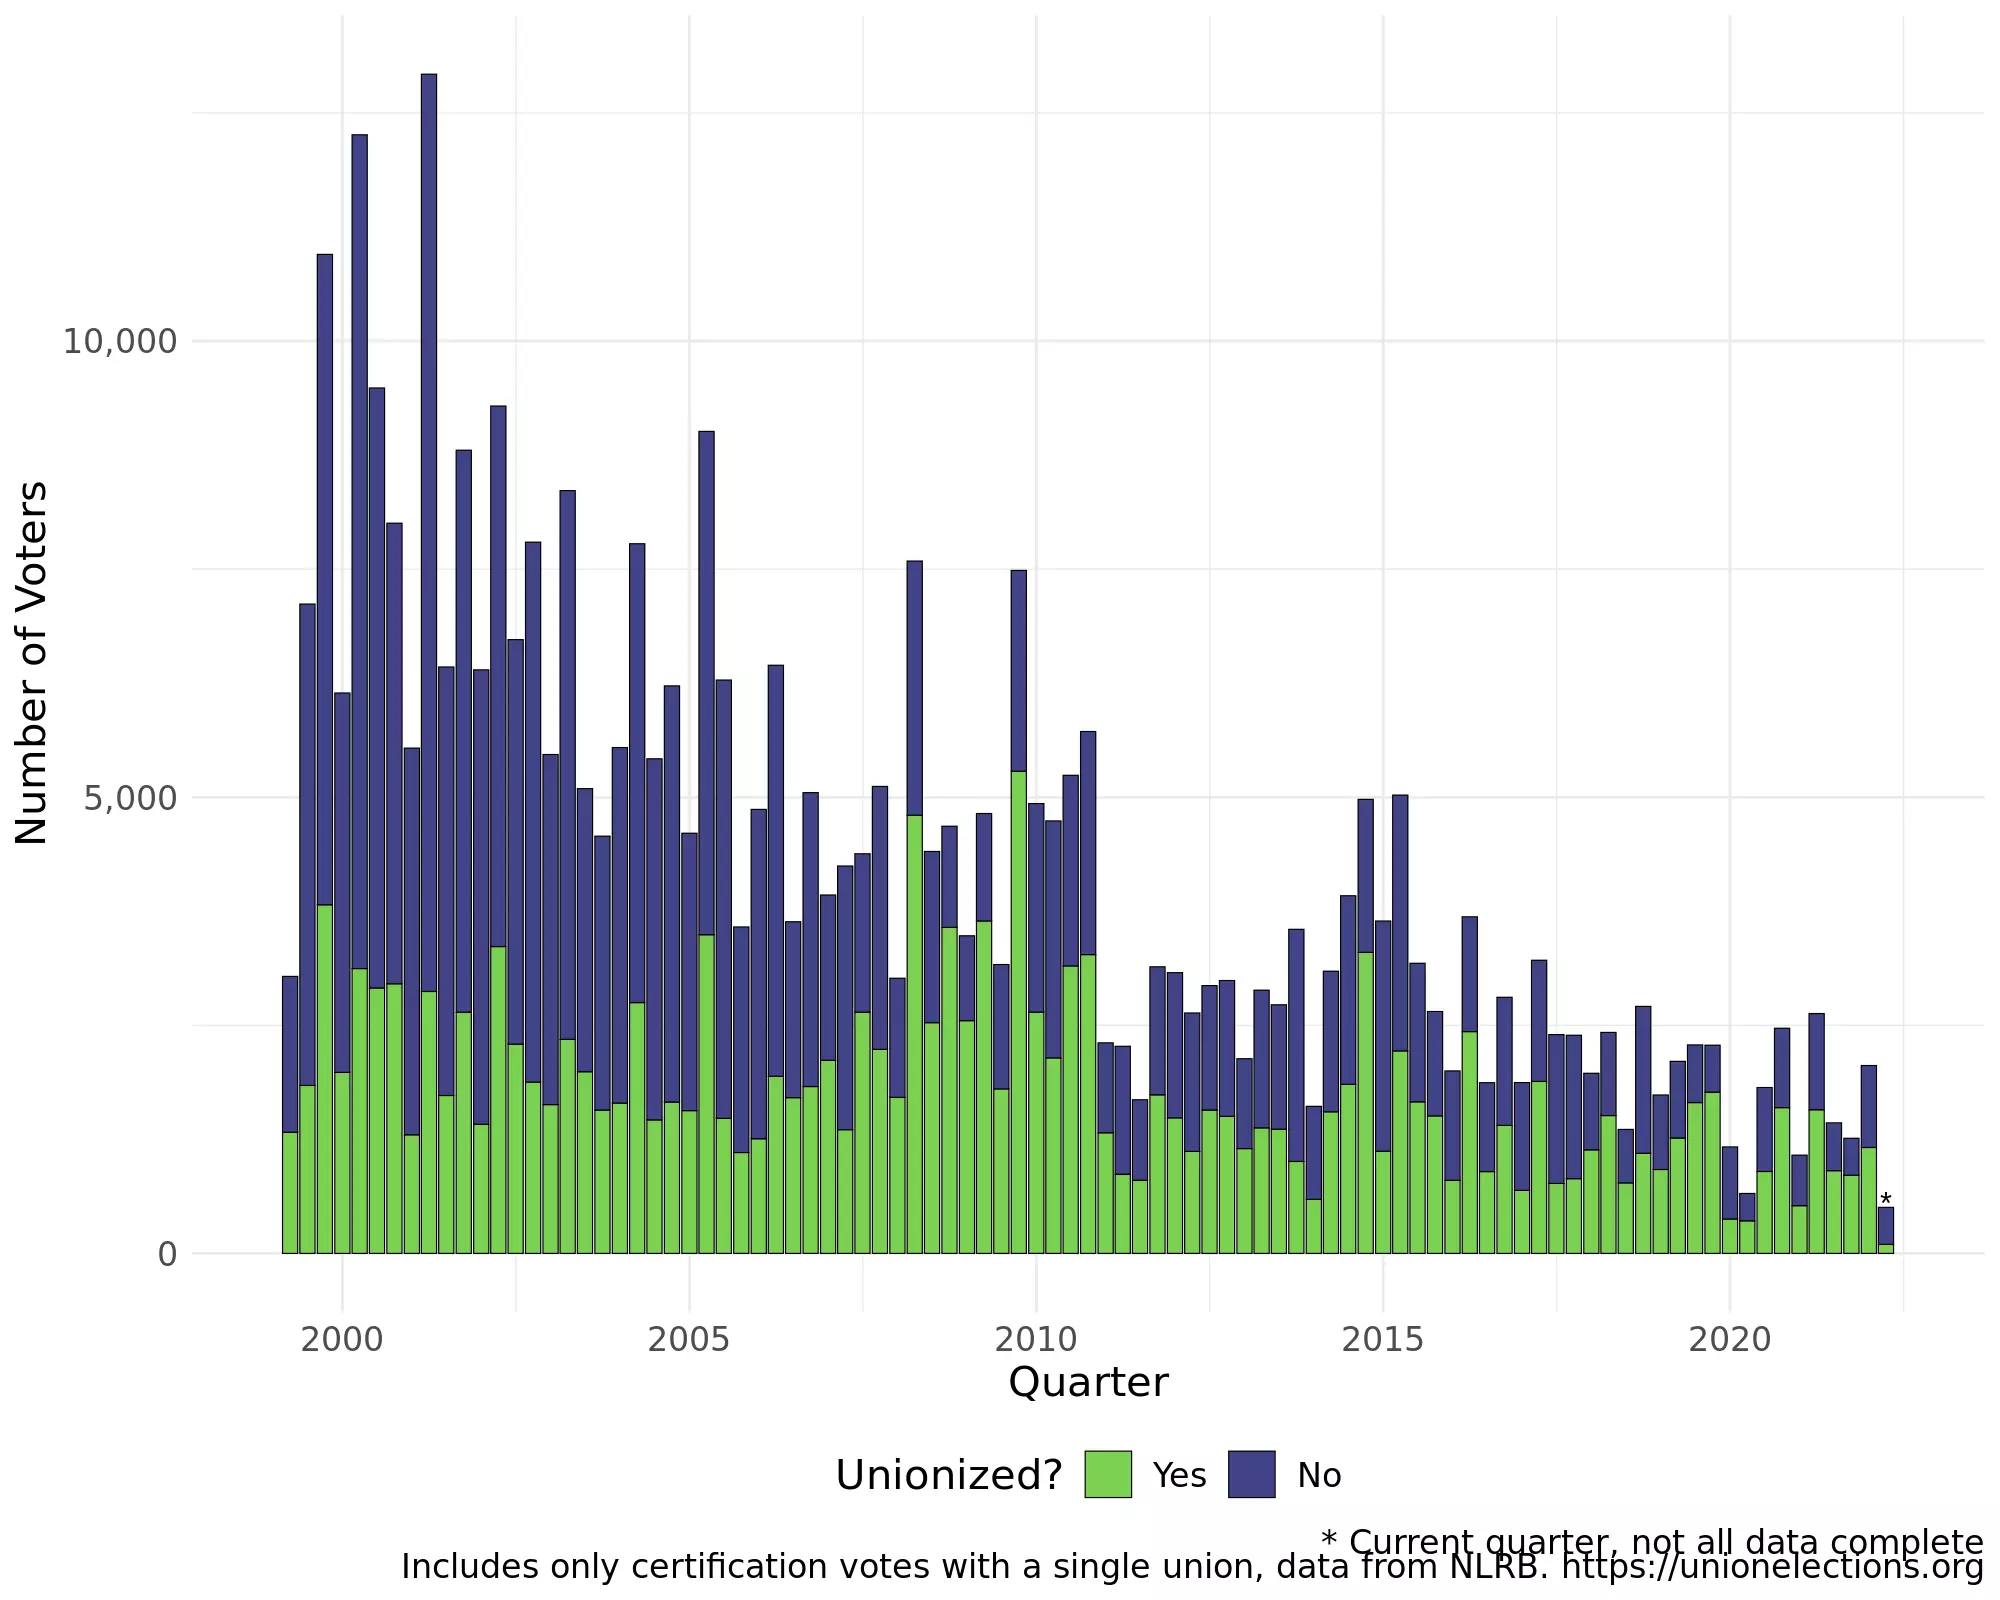 Number of Voters
10,000
5,000
0
*
2000 2005 2010 2015 2020
Quarter
Unionized? Yes No
* Current quarter, not all data complete
Includes only certification votes with a single union, data from NLRB. https://unionelections.org